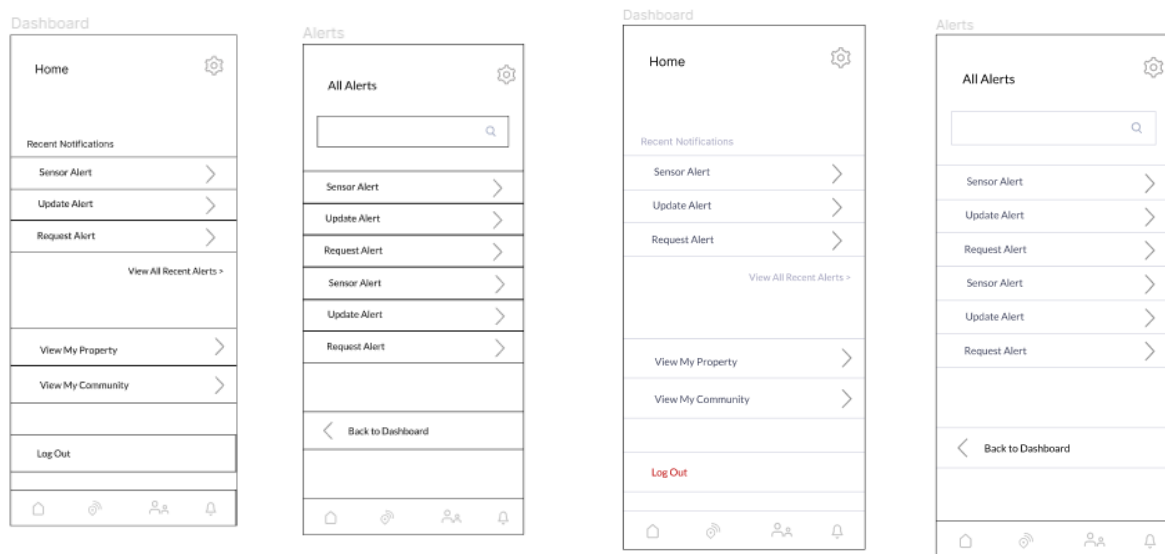 Dashboard
Home
Recent Notifications
Sensor Alert
Update Alert
Request Alert
View All Recent Alerts >
View My Property
View My Community
Log Out
Alerts
All Alerts
Sensor Alert
Update Alert
Request Alert
Sensor Alert
Update Alert
Request Alert
Back to Dashboard
Dashboard
Home
Recent Notifications
Sensor Alert
Update Alert
Request Alert
View All Recent Alerts >
View My Property
View My Community
Log Out
Alerts
All Alerts
Sensor Alert
Update Alert
Request Alert
Sensor Alert
Update Alert
Request Alert
Back to Dashboard